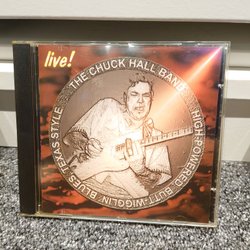 live!
THE CHUCK HALL BAND
HIGH-POWERED, BUTT-WIGGLIN' BLUES, TEXAS STYLE